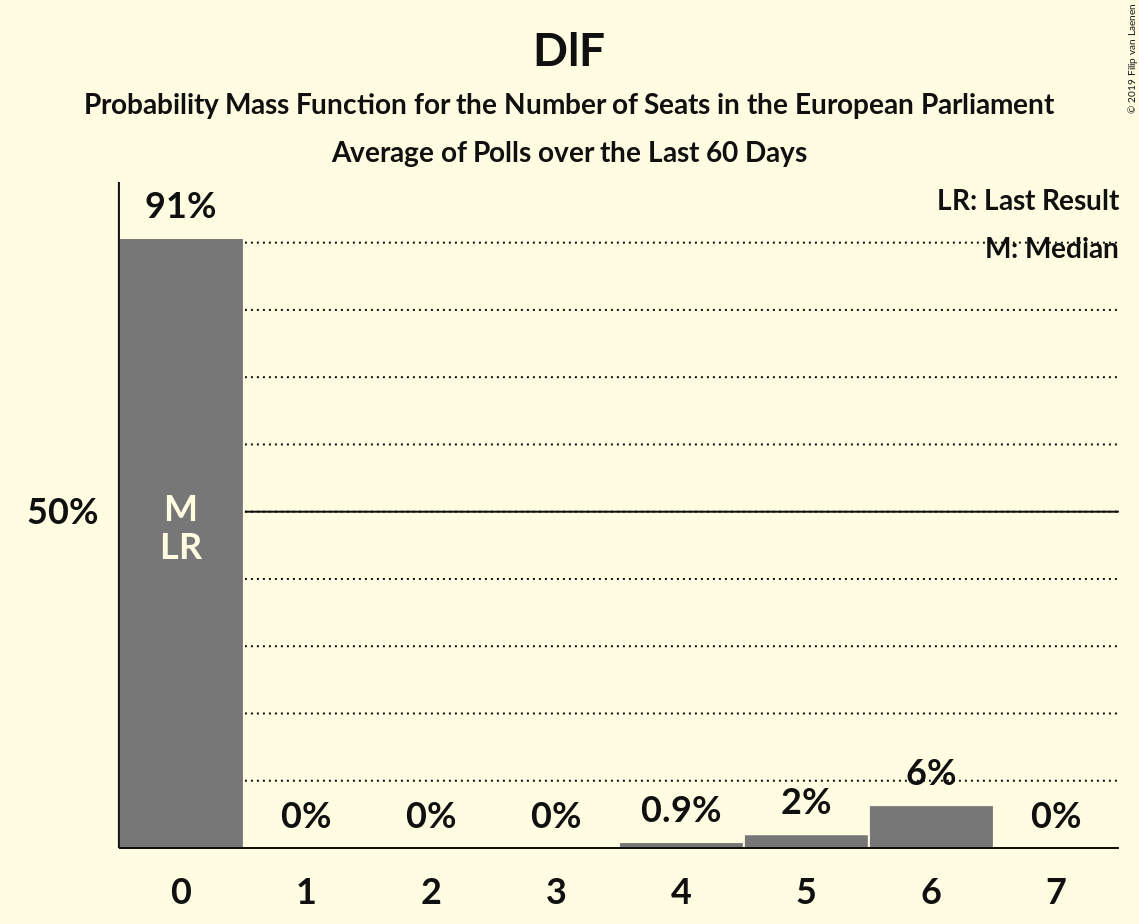 DlF
Probability Mass Function for the Number of Seats in the European Parliament
Average of Polls over the Last 60 Days
© 2019 Filip van Laenen
LR: Last Result
M: Median
91%
50%
M
LR
0%
0%
0%
0.9%
2%
6%
0%
0
1
2
3
4
5
6
7